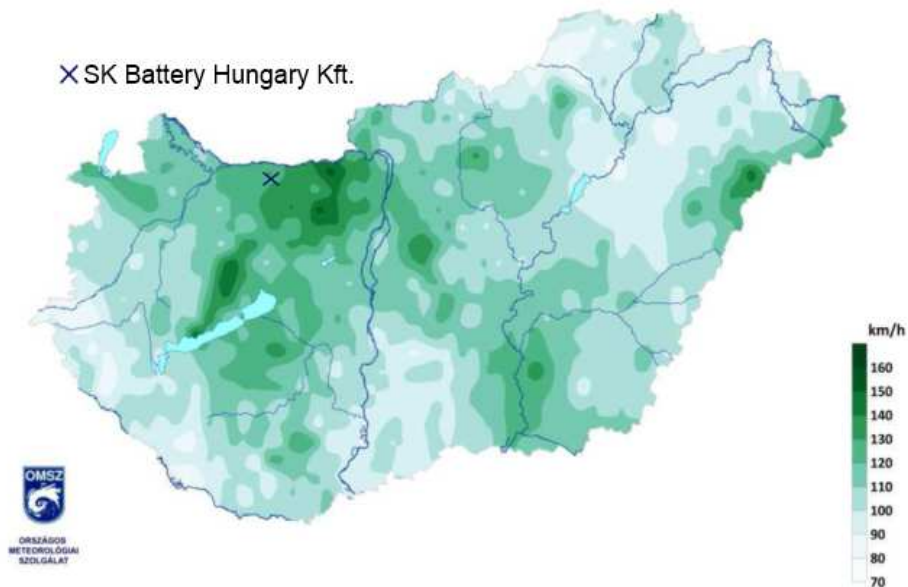 × SK Battery Hungary Kft.
km/h
160
150
140
130
120
110
100
90
80
70
OMSZ
ORSZÁGOS
METEOROLÓGIAI
SZOLGÁLAT